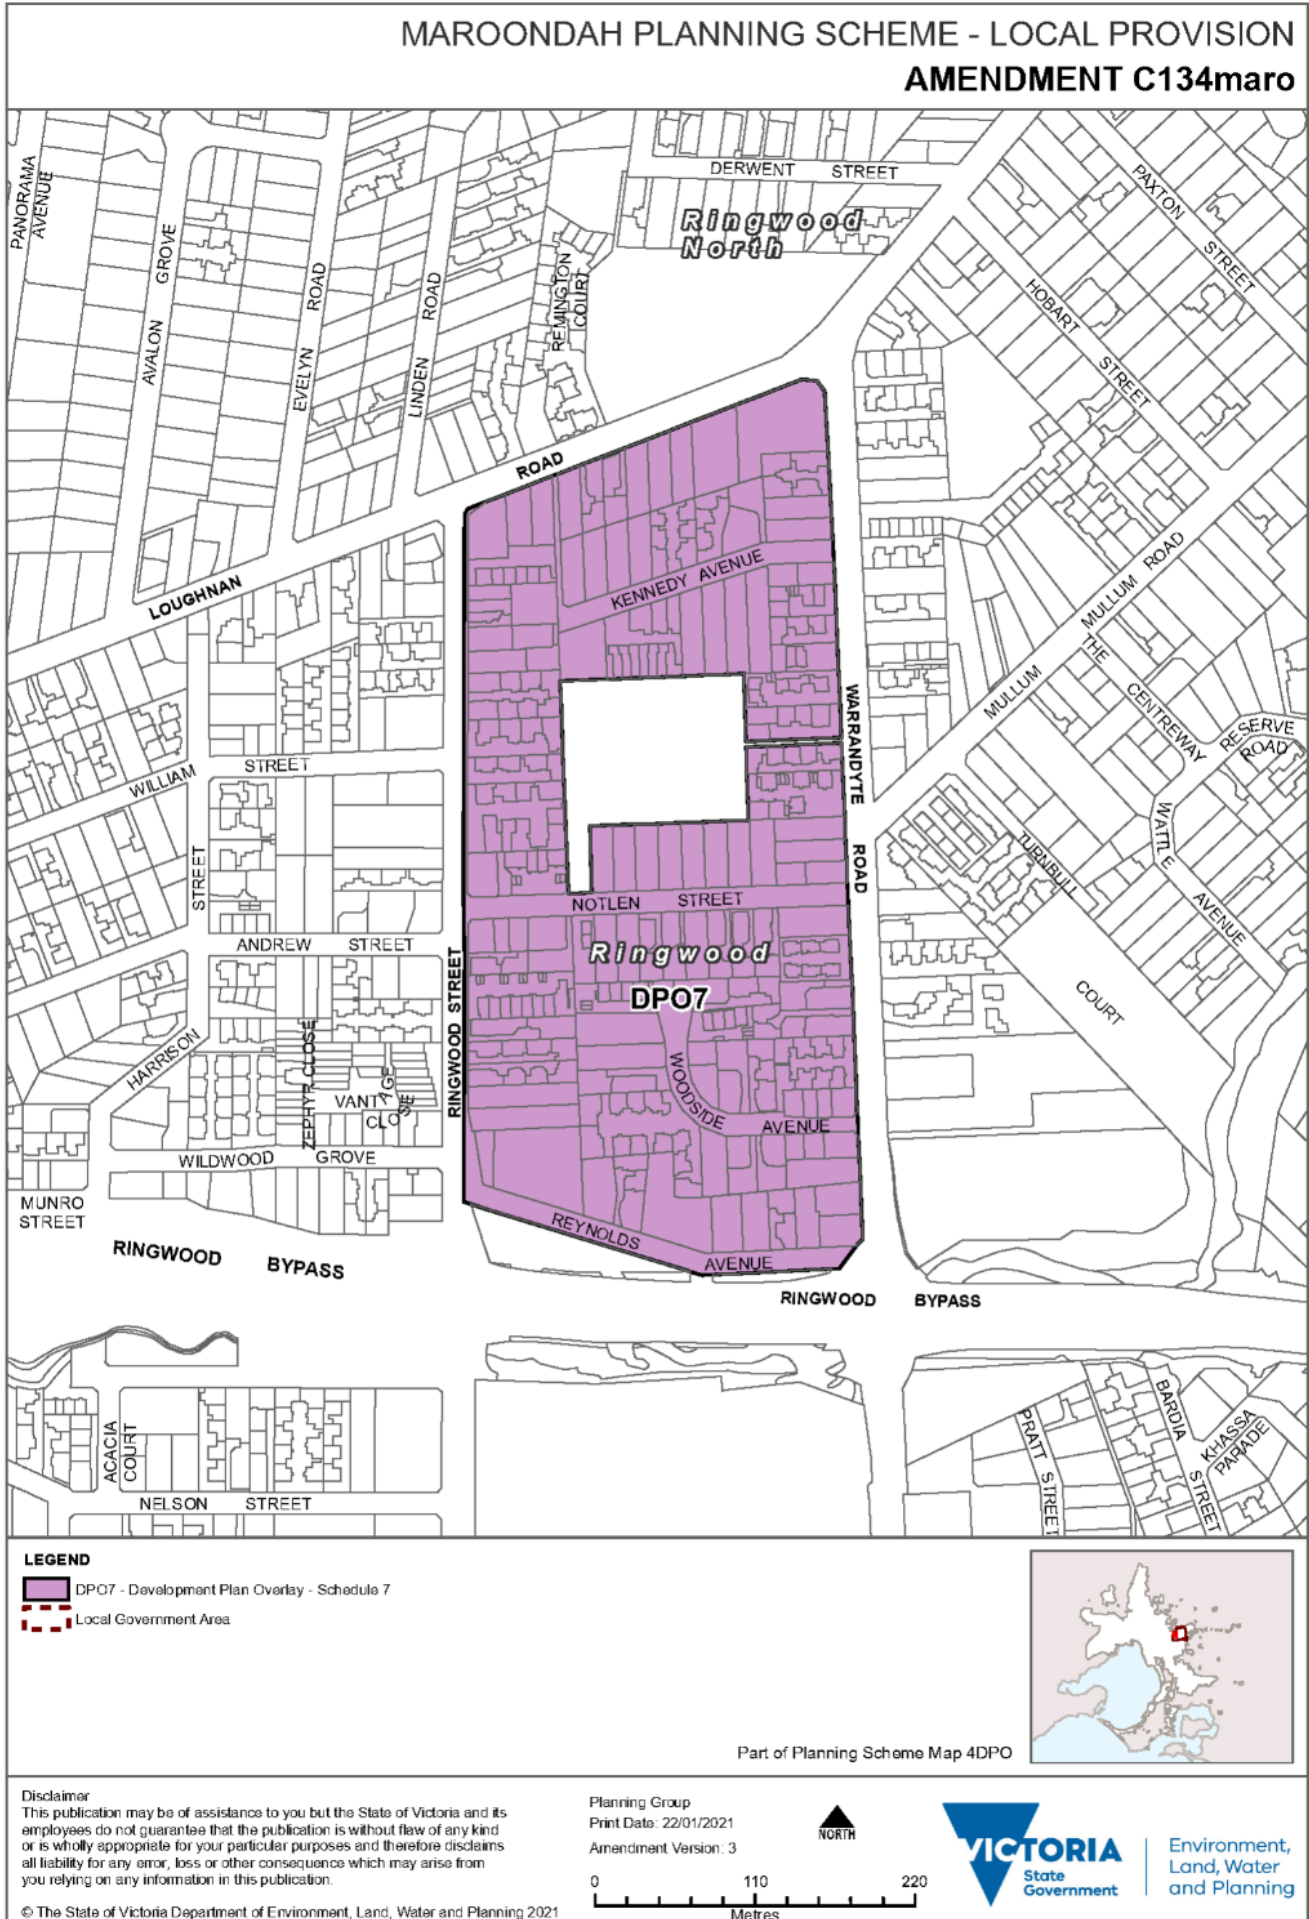 MAROONDAH PLANNING SCHEME - LOCAL PROVISION
AMENDMENT C134maro
PANORAMA
AVENUE
AVALON GROVE
EVELYN ROAD
LINDEN ROAD
REMINGTON
COURT
DERWENT STREET
Ringwood
North
PAXTON STREET
HOBART STREET
LOUGHNAN ROAD
KENNEDY AVENUE
MULLUM MULLUM ROAD
THE CENTREWAY
RESERVE
ROAD
WATTLE AVENUE
WARRANDYTE ROAD
WILLIAM STREET
STREET
TURNBULL COURT
NOTLEN STREET
ANDREW STREET
Ringwood
DPO7
RINGWOOD STREET
HARRISON
ZEPHYR CLOSE
VANTAGE
CLOSE
WOODSIDE AVENUE
WILDWOOD GROVE
MUNRO
STREET
REYNOLDS AVENUE
RINGWOOD BYPASS
RINGWOOD BYPASS
ACACIA
COURT
NELSON STREET
PRATT STREET
BARDIA STREET
KHASSA
PARADE
LEGEND
DPO7 - Development Plan Overlay - Schedule 7
Local Government Area
Part of Planning Scheme Map 4DPO
Disclaimer
This publication may be of assistance to you but the State of Victoria and its
employees do not guarantee that the publication is without flaw of any kind
or is wholly appropriate for your particular purposes and therefore disclaims
all liability for any error, loss or other consequence which may arise from
you relying on any information in this publication.
© The State of Victoria Department of Environment, Land, Water and Planning 2021
Planning Group
Print Date: 22/01/2021
Amendment Version: 3
NORTH
0 110 220
Metres
VICTORIA
State
Government
Environment,
Land, Water
and Planning